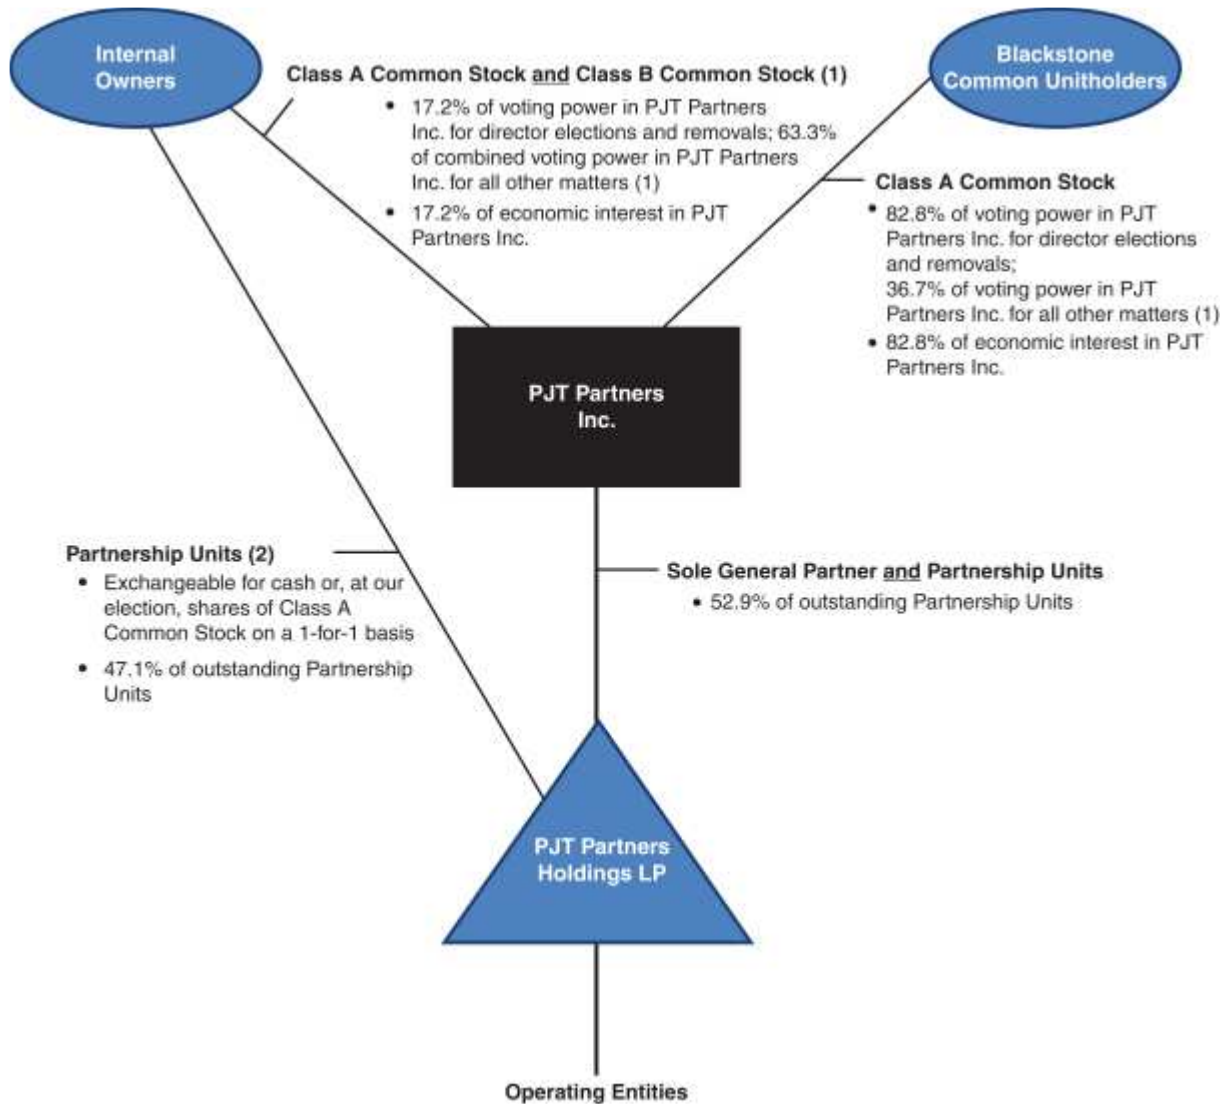 Internal
Owners
Blackstone
Common Unitholders
Class A Common Stock and Class B Common Stock (1)
• 17.2% of voting power in PJT Partners
Inc. for director elections and removals; 63.3%
of combined voting power in PJT Partners
Inc. for all other matters (1)
• 17.2% of economic interest in PJT
Partners Inc.
Class A Common Stock
• 82.8% of voting power in PJT
Partners Inc. for director elections
and removals;
36.7% of voting power in PJT
Partners Inc. for all other matters (1)
• 82.8% of economic interest in PJT
Partners Inc.
PJT Partners
Inc.
Partnership Units (2)
• Exchangeable for cash or, at our
election, shares of Class A
Common Stock on a 1-for-1 basis
• 47.1% of outstanding Partnership
Units
Sole General Partner and Partnership Units
• 52.9% of outstanding Partnership Units
PJT Partners
Holdings LP
Operating Entities